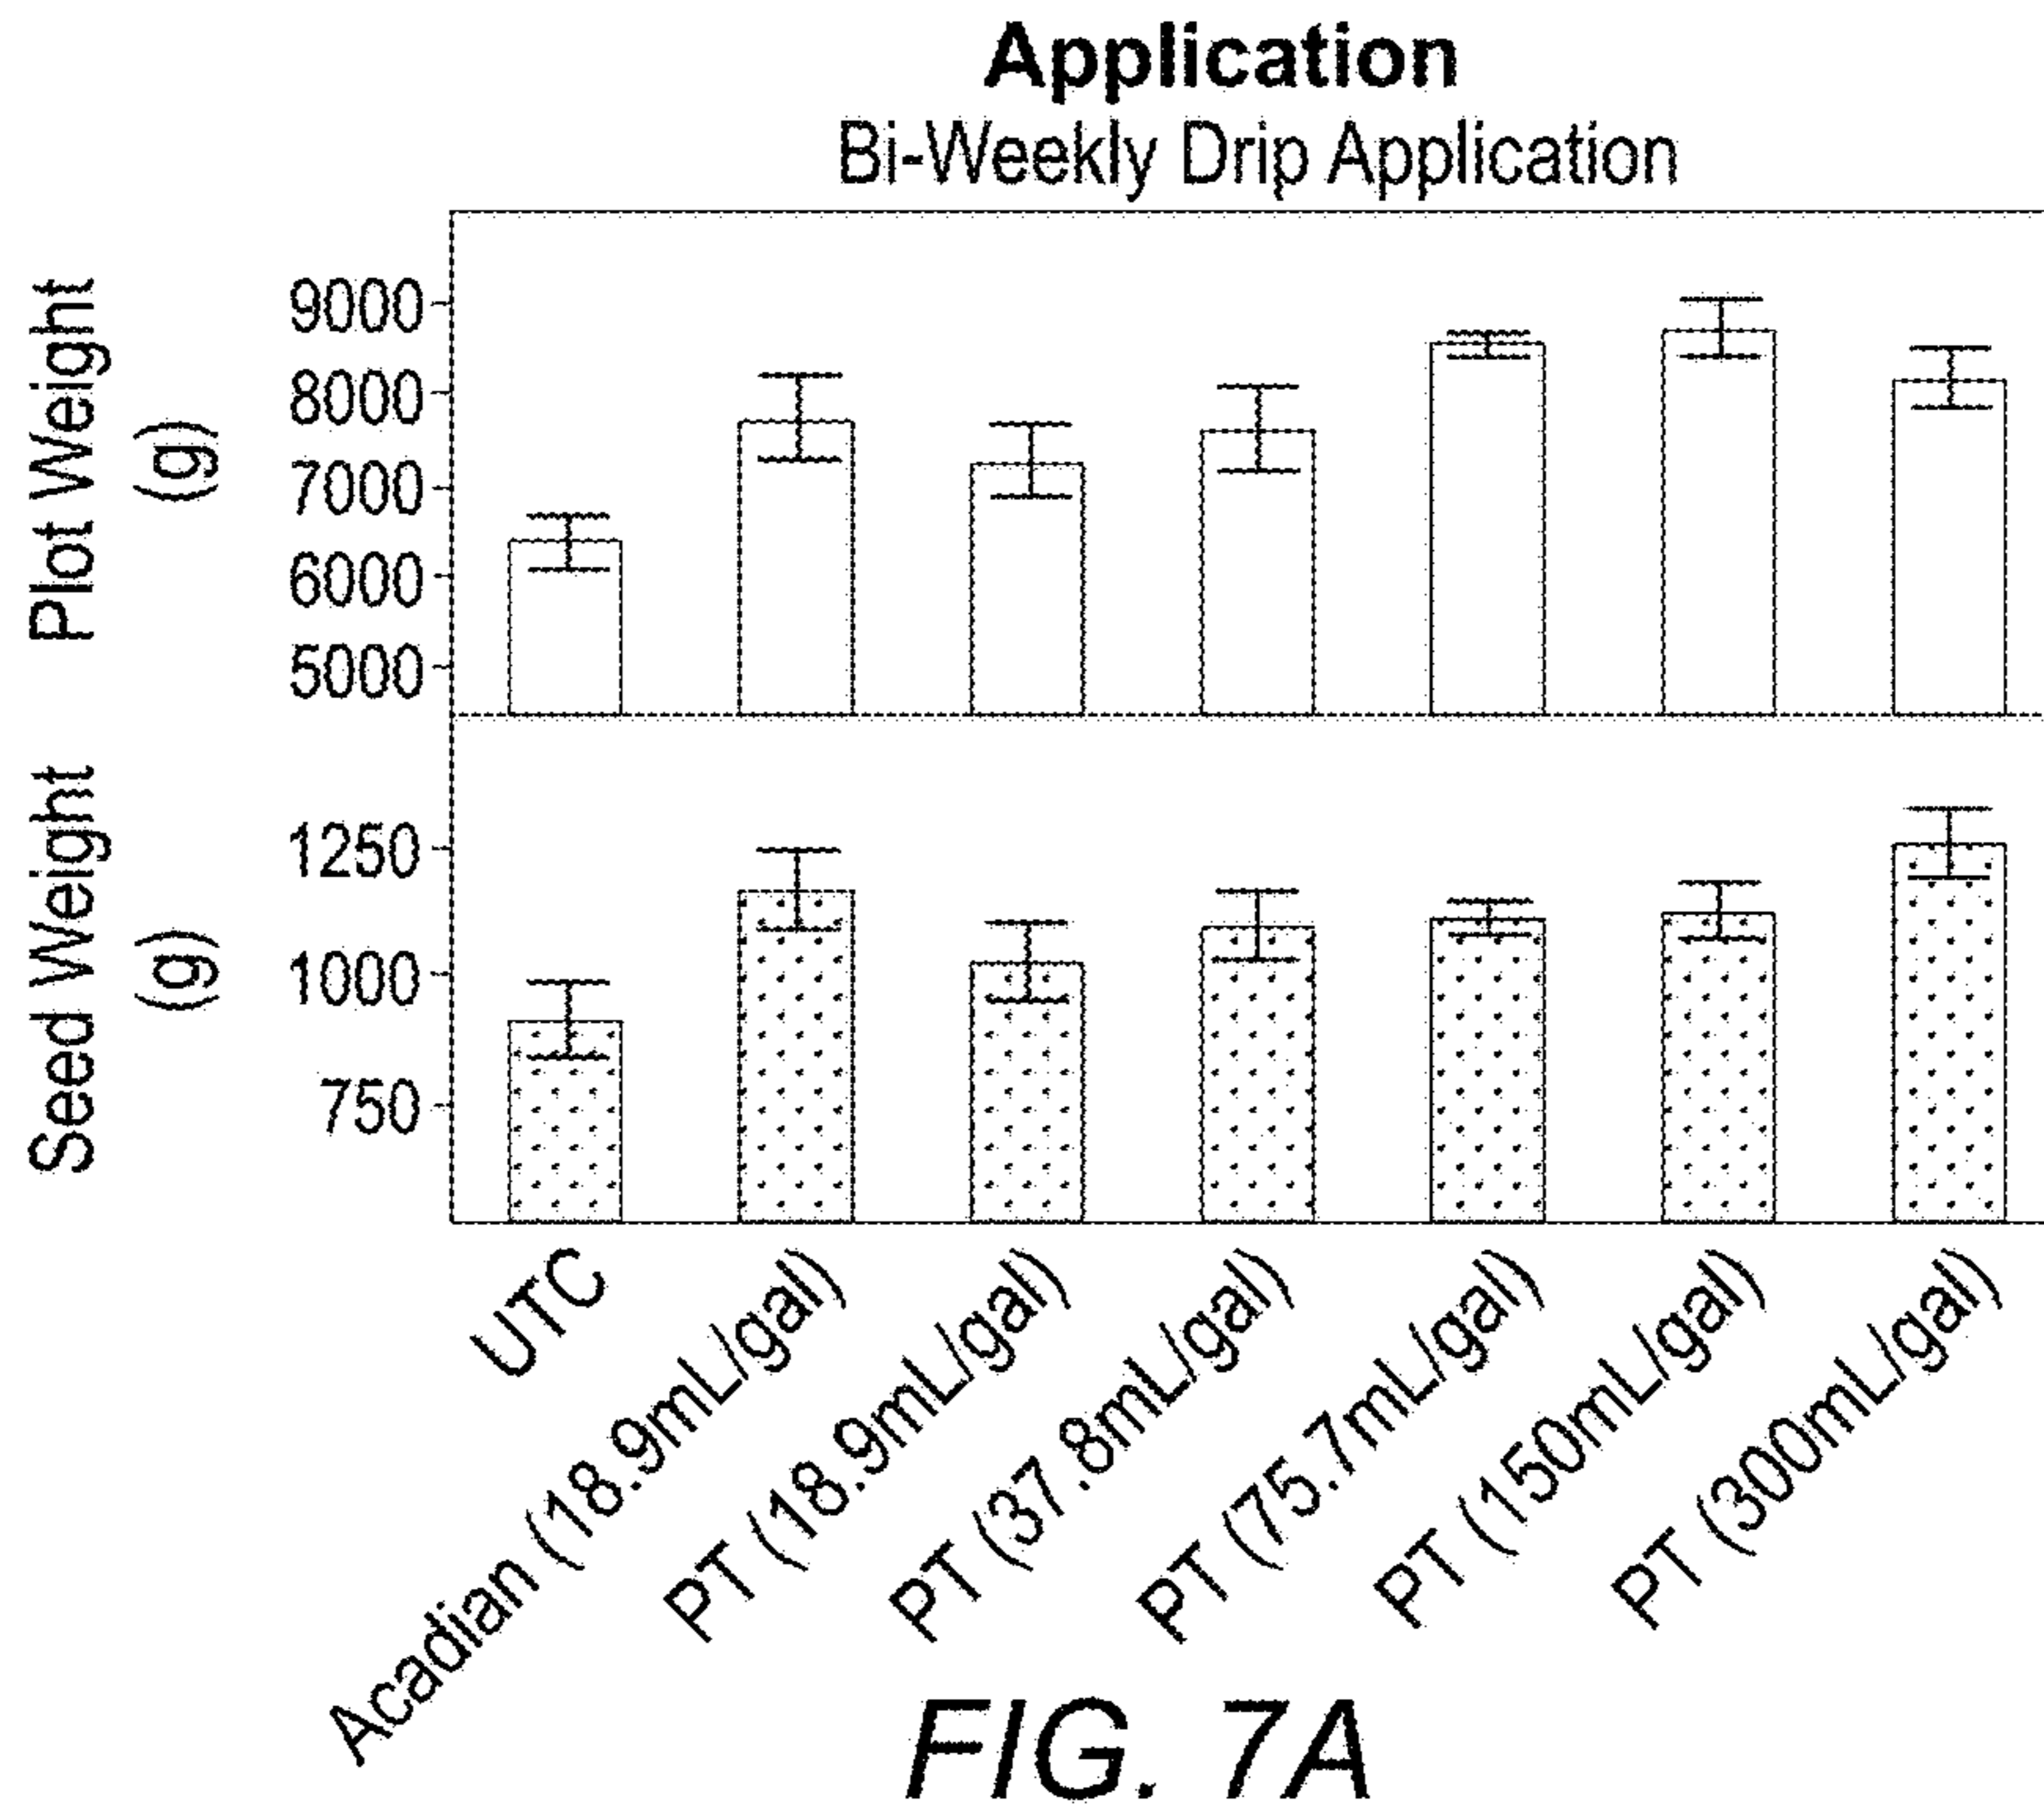 Application
Bi-Weekly Drip Application
Plot Weight
(g)
9000
8000
7000
6000
5000
Seed Weight
(g)
1250
1000
750
UTC
Acadian (18.9mL/gal)
PT (18.9mL/gal)
PT (37.8mL/gal)
PT (75.7mL/gal)
PT (150mL/gal)
PT (300mL/gal)
FIG. 7A